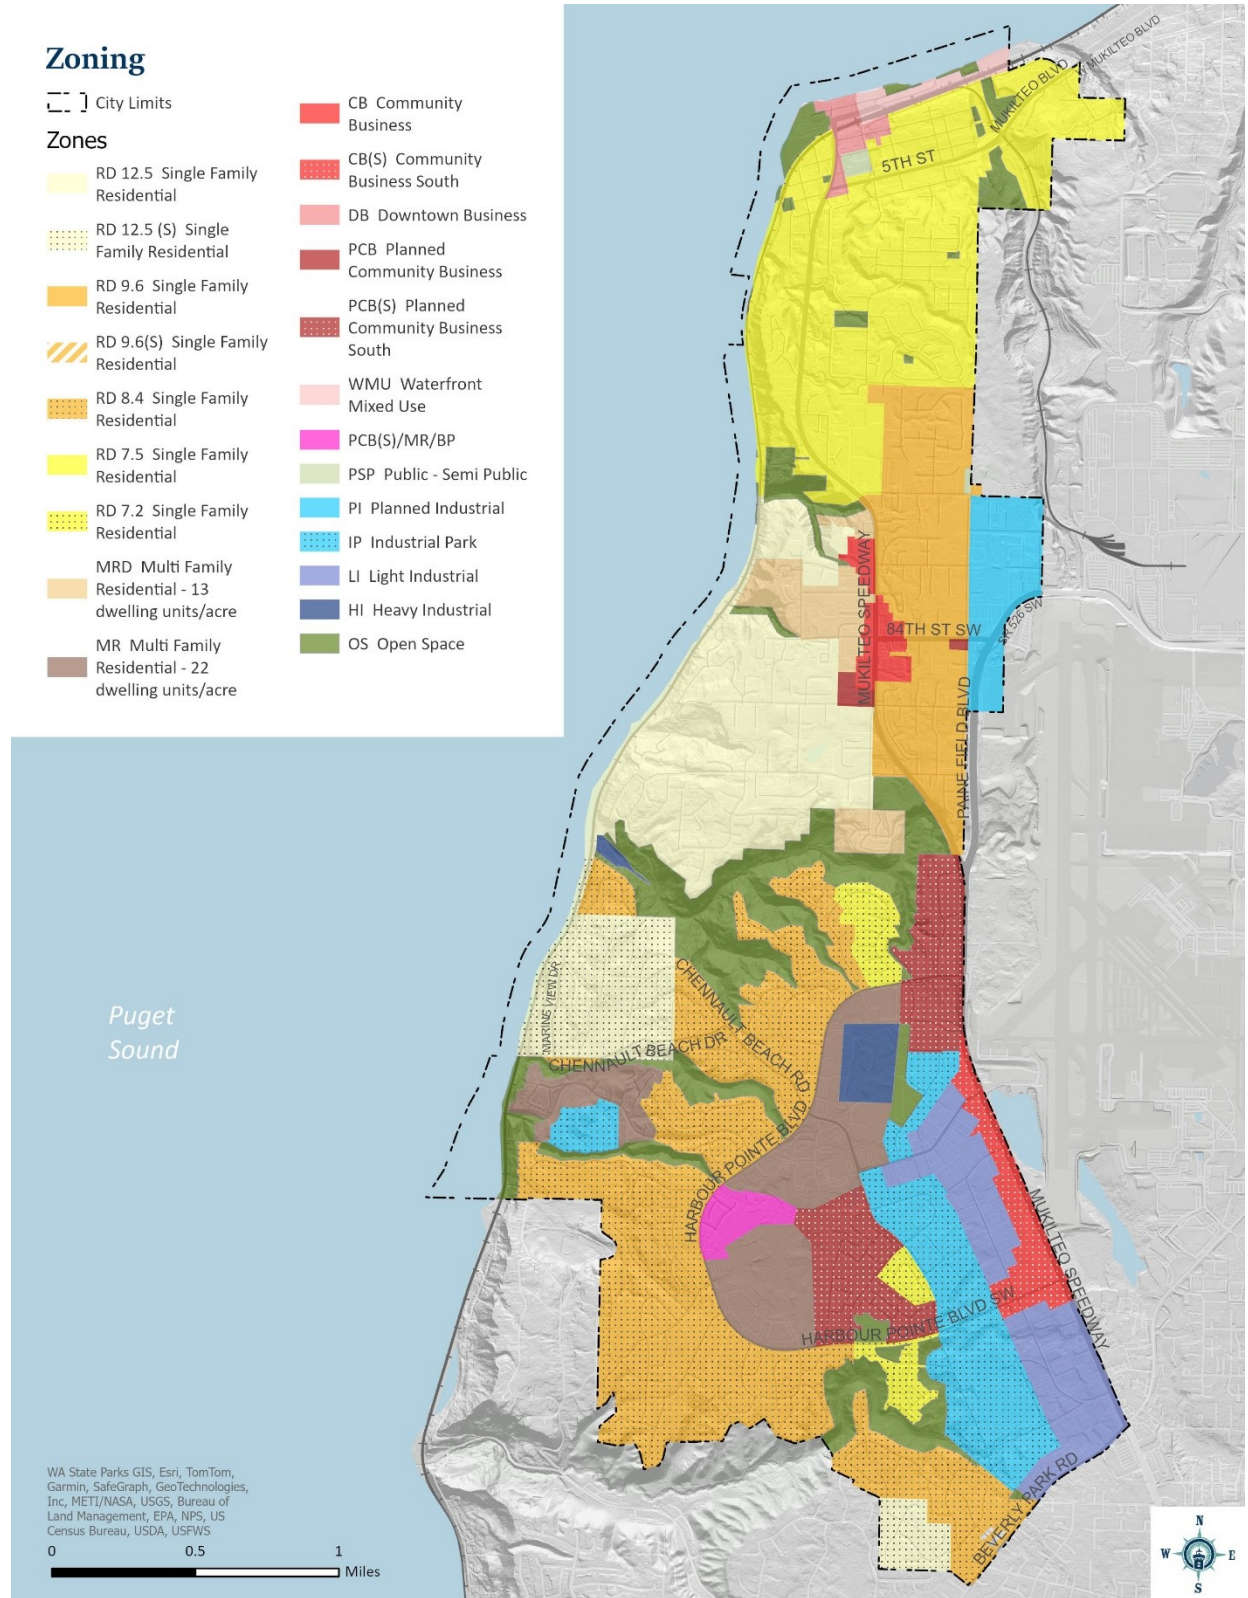 Zoning
City Limits
Zones
RD 12.5 Single Family
Residential
RD 12.5 (S) Single
Family Residential
RD 9.6 Single Family
Residential
RD 9.6(S) Single Family
Residential
RD 8.4 Single Family
Residential
RD 7.5 Single Family
Residential
RD 7.2 Single Family
Residential
MRD Multi Family
Residential - 13
dwelling units/acre
MR Multi Family
Residential - 22
dwelling units/acre
CB Community
Business
CB(S) Community
Business South
DB Downtown Business
PCB Planned
Community Business
PCB(S) Planned
Community Business
South
WMU Waterfront
Mixed Use
PCB(S)/MR/BP
PSP Public - Semi Public
PI Planned Industrial
IP Industrial Park
LI Light Industrial
HI Heavy Industrial
OS Open Space
W MUKILTEO BLVD
MUKILTEO BLVD
5TH ST
MUKILTEO SPEEDWAY
84TH ST SW
SR 526 SW
PAINE FIELD BLVD
MARINE VIEW DR
CHENNAULT BEACH RD
CHENNAULT BEACH DR
HARBOUR POINTE BLVD
MUKILTEO SPEEDWAY
HARBOUR POINTE BLVD SW
BEVERLY PARK RD
Puget
Sound
WA State Parks GIS, Esri, TomTom,
Garmin, SafeGraph, GeoTechnologies,
Inc, METI/NASA, USGS, Bureau of
Land Management, EPA, NPS, US
Census Bureau, USDA, USFWS
0 0.5 1
Miles
N
W E
S